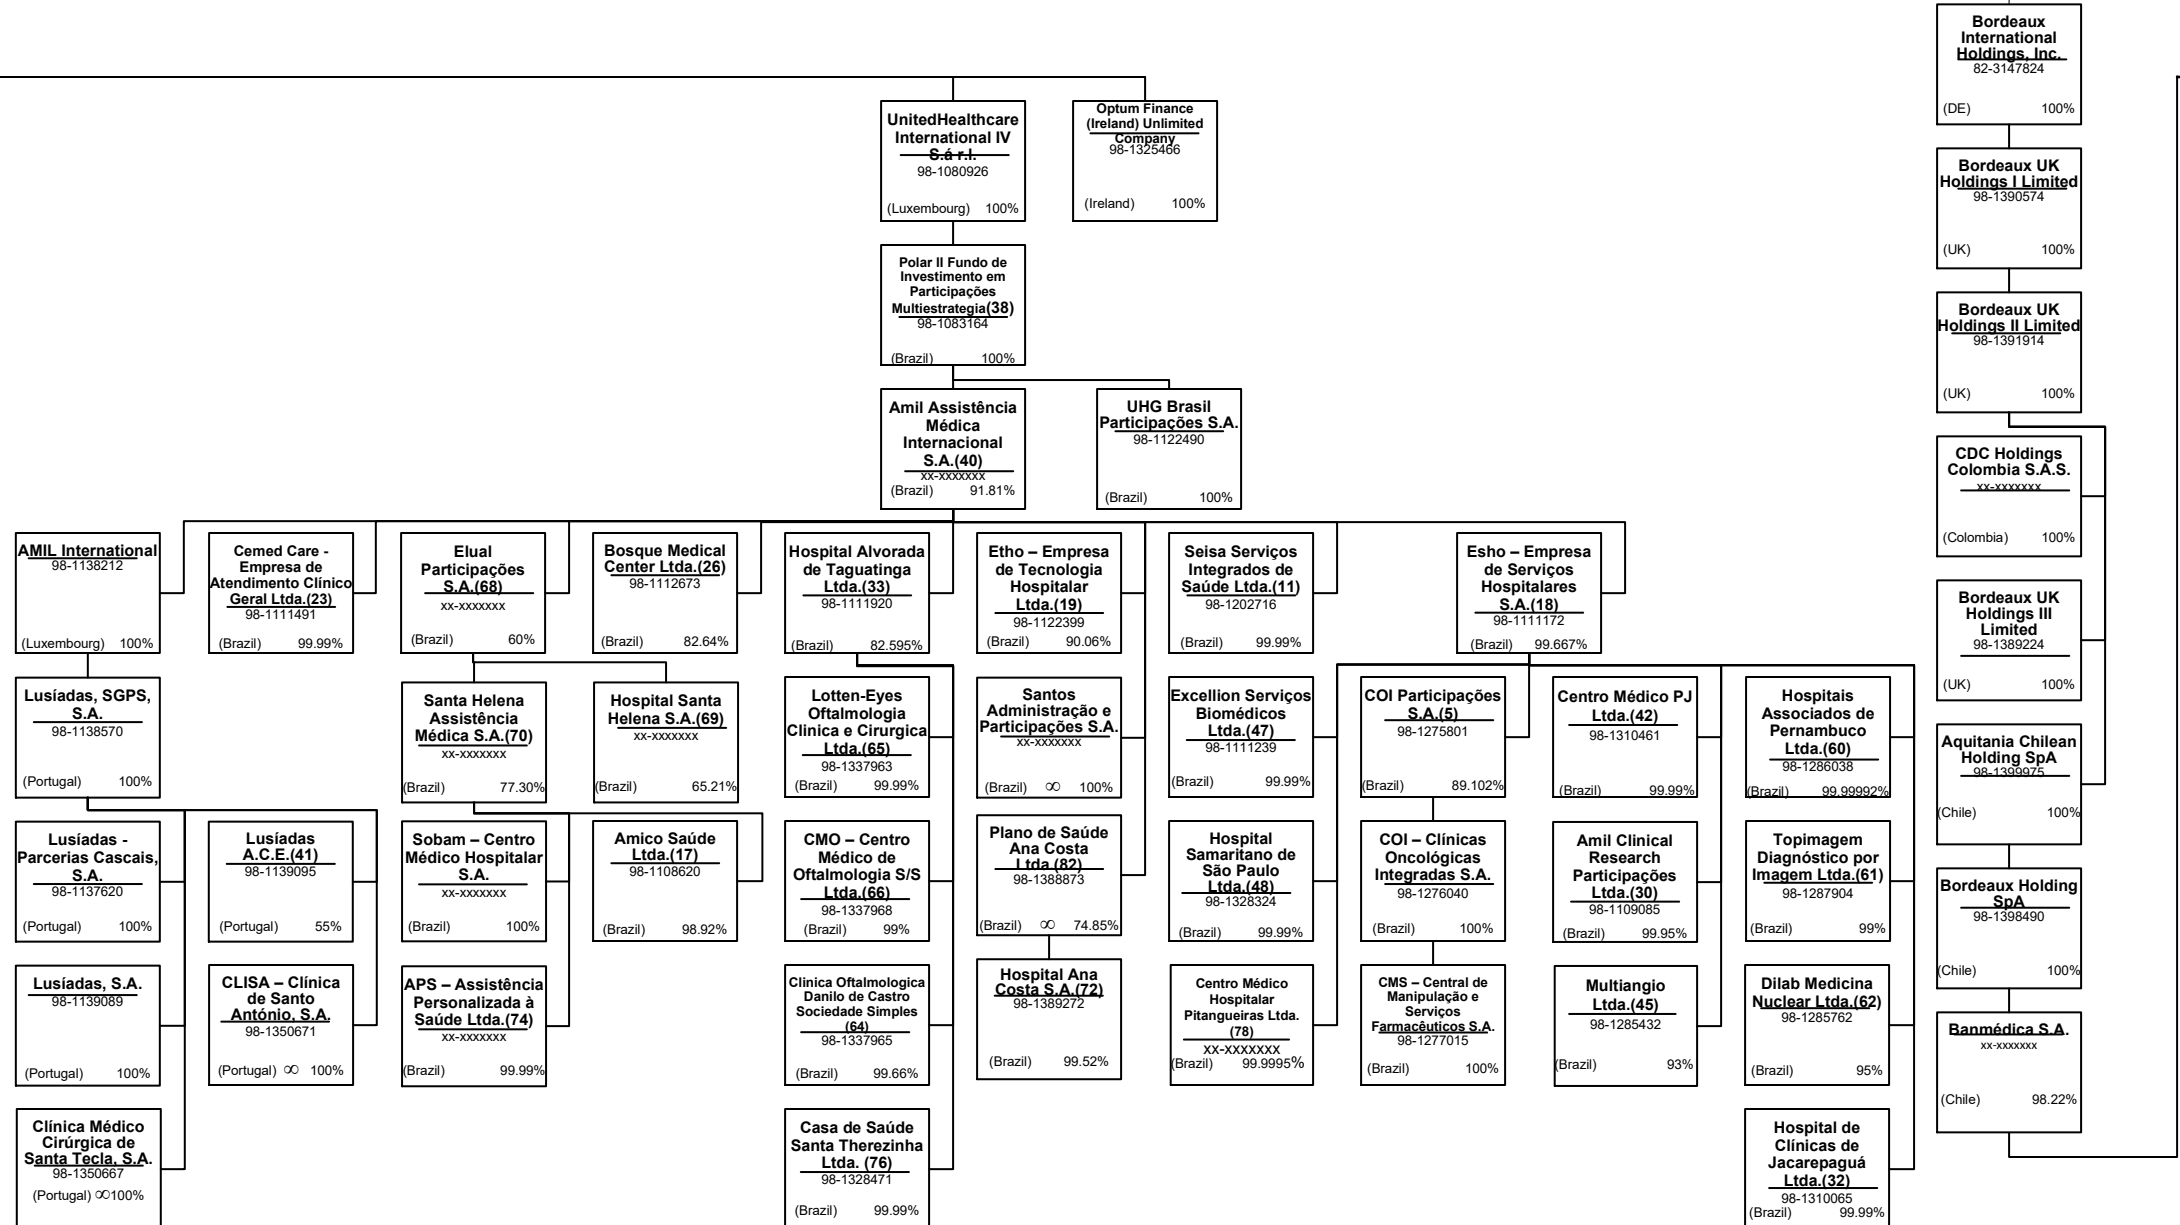 Bordeaux
International
Holdings, Inc.
82-3147824
(DE) 100%
UnitedHealthcare
International IV
S.á r.l.
98-1080926
(Luxembourg) 100%
Optum Finance
(Ireland) Unlimited
Company
98-1325466
(Ireland) 100%
Bordeaux UK
Holdings I Limited
98-1390574
(UK) 100%
Polar II Fundo de
Investimento em
Participações
Multiestrategia(38)
98-1083164
(Brazil) 100%
Bordeaux UK
Holdings II Limited
98-1391914
(UK) 100%
Amil Assistência
Médica
Internacional
S.A.(40)
xx-xxxxxxx
(Brazil) 91.81%
UHG Brasil
Participações S.A.
98-1122490
(Brazil) 100%
CDC Holdings
Colombia S.A.S.
xx-xxxxxxx
(Colombia) 100%
AMIL International
98-1138212
(Luxembourg) 100%
Cemed Care -
Empresa de
Atendimento Clínico
Geral Ltda.(23)
98-1111491
(Brazil) 99.99%
Elual
Participações
S.A.(68)
xx-xxxxxxx
(Brazil) 60%
Bosque Medical
Center Ltda.(26)
98-1112673
(Brazil) 82.64%
Hospital Alvorada
de Taguatinga
Ltda.(33)
98-1111920
(Brazil) 82.595%
Etho – Empresa
de Tecnologia
Hospitalar
Ltda.(19)
98-1122399
(Brazil) 90.06%
Seisa Serviços
Integrados de
Saúde Ltda.(11)
98-1202716
(Brazil) 99.99%
Esho – Empresa
de Serviços
Hospitalares
S.A.(18)
98-1111172
(Brazil) 99.667%
Bordeaux UK
Holdings III
Limited
98-1389224
(UK) 100%
Lusíadas, SGPS,
S.A.
98-1138570
(Portugal) 100%
Santa Helena
Assistência
Médica S.A.(70)
xx-xxxxxxx
(Brazil) 77.30%
Hospital Santa
Helena S.A.(69)
xx-xxxxxxx
(Brazil) 65.21%
Lotten-Eyes
Oftalmologia
Clinica e Cirurgica
Ltda.(65)
98-1337963
(Brazil) 99.99%
Santos
Administração e
Participações S.A.
xx-xxxxxxx
(Brazil) ∞ 100%
Excellion Serviços
Biomédicos
Ltda.(47)
98-1111239
(Brazil) 99.99%
COI Participações
S.A.(5)
98-1275801
(Brazil) 89.102%
Centro Médico PJ
Ltda.(42)
98-1310461
(Brazil) 99.99%
Hospitais
Associados de
Pernambuco
Ltda.(60)
98-1286038
(Brazil) 99.99992%
Aquitania Chilean
Holding SpA
98-1399975
(Chile) 100%
Lusíadas -
Parcerias Cascais,
S.A.
98-1137620
(Portugal) 100%
Lusíadas
A.C.E.(41)
98-1139095
(Portugal) 55%
Sobam – Centro
Médico Hospitalar
S.A.
xx-xxxxxxx
(Brazil) 100%
Amico Saúde
Ltda.(17)
98-1108620
(Brazil) 98.92%
CMO – Centro
Médico de
Oftalmologia S/S
Ltda.(66)
98-1337968
(Brazil) 99%
Plano de Saúde
Ana Costa
Ltda.(82)
98-1388873
(Brazil) ∞ 74.85%
Hospital
Samaritano de
São Paulo
Ltda.(48)
98-1328324
(Brazil) 99.99%
COI – Clínicas
Oncológicas
Integradas S.A.
98-1276040
(Brazil) 100%
Amil Clinical
Research
Participações
Ltda.(30)
98-1109085
(Brazil) 99.95%
Topimagem
Diagnóstico por
Imagem Ltda.(61)
98-1287904
(Brazil) 99%
Bordeaux Holding
SpA
98-1398490
(Chile) 100%
Lusíadas, S.A.
98-1139089
(Portugal) 100%
CLISA – Clínica
de Santo
António, S.A.
98-1350671
(Portugal) ∞ 100%
APS – Assistência
Personalizada à
Saúde Ltda.(74)
xx-xxxxxxx
(Brazil) 99.99%
Clinica Oftalmologica
Danilo de Castro
Sociedade Simples
(64)
98-1337965
(Brazil) 99.66%
Hospital Ana
Costa S.A.(72)
98-1389272
(Brazil) 99.52%
Centro Médico
Hospitalar
Pitangueiras Ltda.
(78)
xx-xxxxxxx
(Brazil) 99.9995%
CMS – Central de
Manipulação e
Serviços
Farmacêuticos S.A.
98-1277015
(Brazil) 100%
Multiangio
Ltda.(45)
98-1285432
(Brazil) 93%
Dilab Medicina
Nuclear Ltda.(62)
98-1285762
(Brazil) 95%
Banmédica S.A.
xx-xxxxxxx
(Chile) 98.22%
Clínica Médico
Cirúrgica de
Santa Tecla, S.A.
98-1350667
(Portugal) ∞100%
Casa de Saúde
Santa Therezinha
Ltda. (76)
98-1328471
(Brazil) 99.99%
Hospital de
Clínicas de
Jacarepaguá
Ltda.(32)
98-1310065
(Brazil) 99.99%